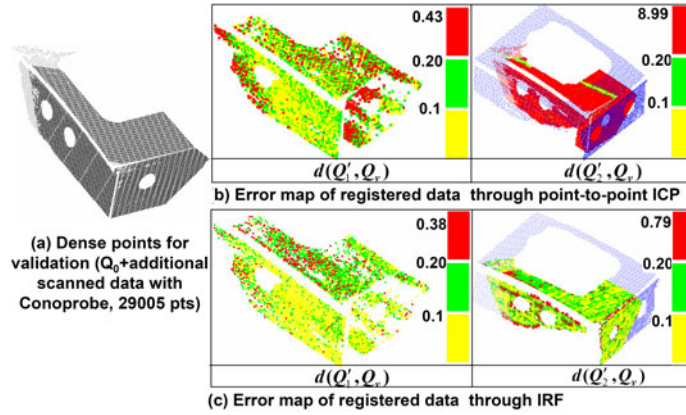 0.43
0.20
0.1
8.99
0.20
0.1
d(Q′1,Qv)
d(Q′2,Qv)
b) Error map of registered data through point-to-point ICP
(a) Dense points for
validation (Q0+additional
scanned data with
Conoprobe, 29005 pts)
0.38
0.20
0.1
0.79
0.20
0.1
d(Q′1,Qv)
d(Q′2,Qv)
(c) Error map of registered data through IRF